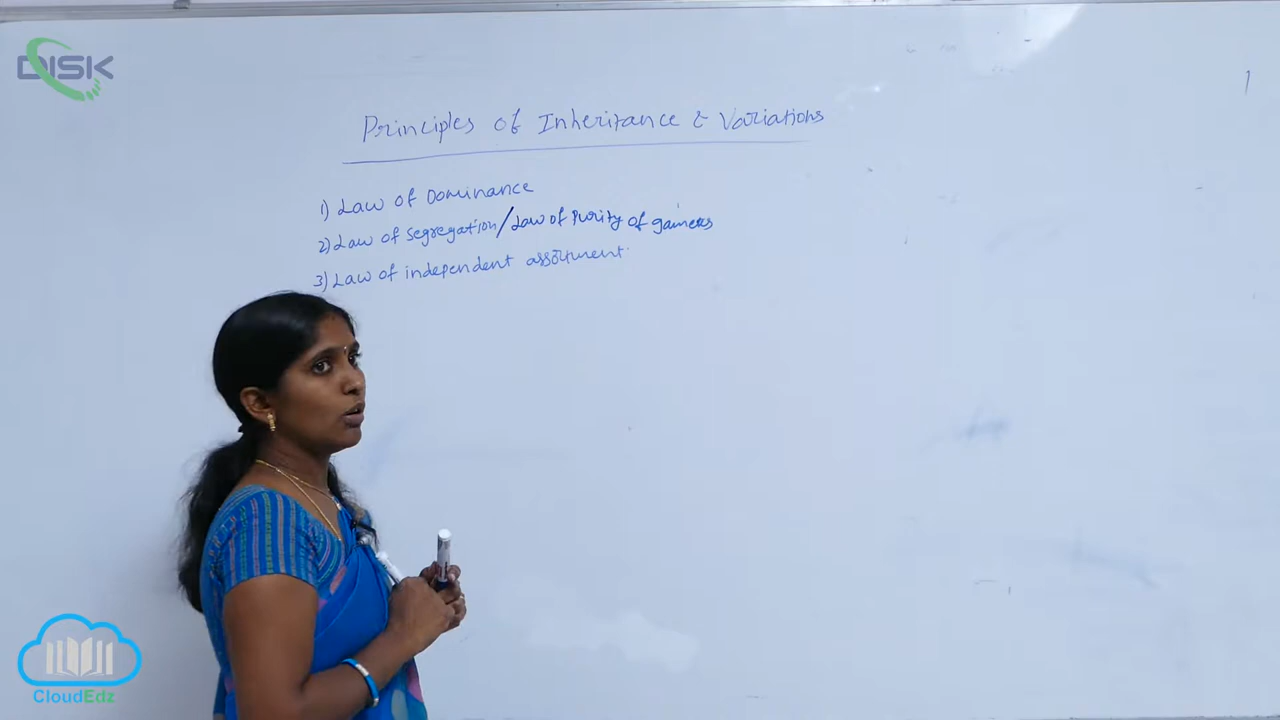 DISK
1
Principles of Inheritance & Variations
1) Law of Dominance
2) Law of segregation/Law of Purity of gametes
3) Law of independent assortment
CloudEdz